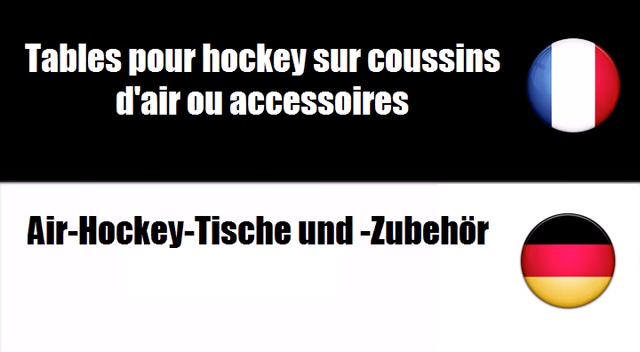 Tables pour hockey sur coussins
d'air ou accessoires
Air-Hockey-Tische und -Zubehör